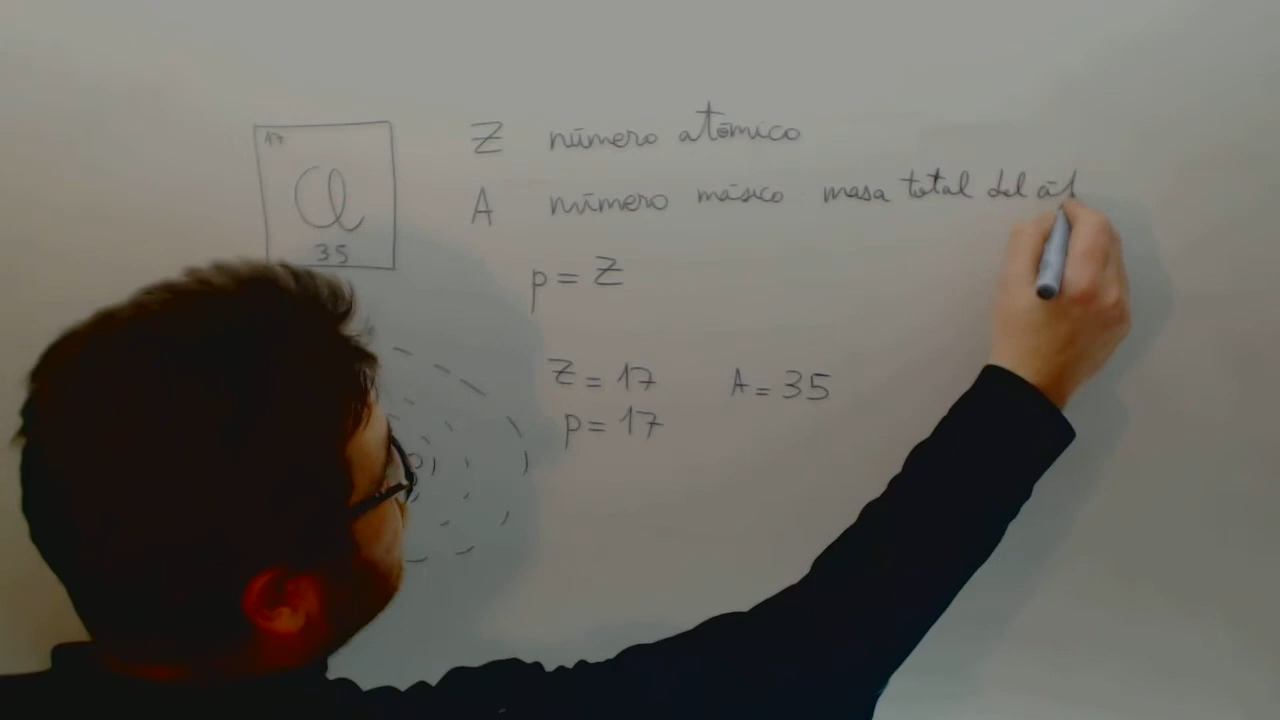 17
Cl
35
Z número atómico
A número másico masa total del át
p = Z
Z = 17 A = 35
p = 17